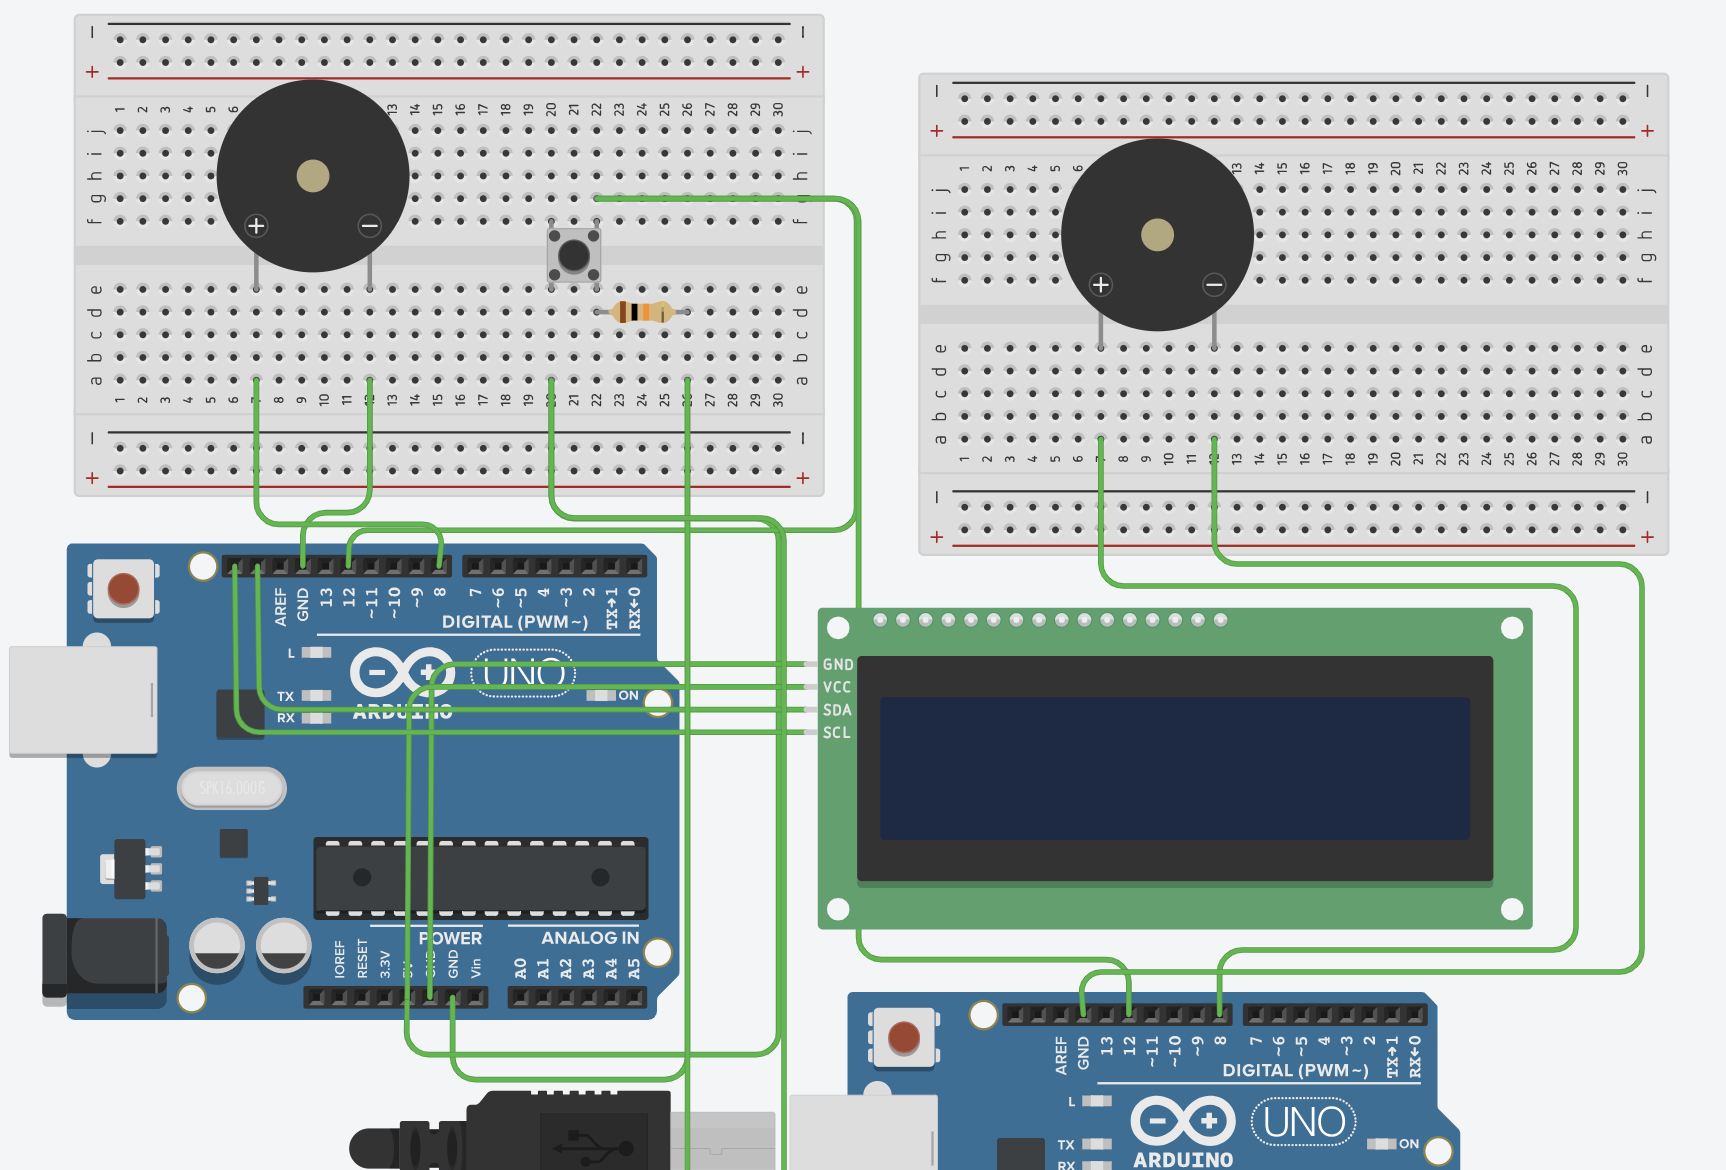 − −
+ +
1 2 3 4 5 6 13 14 15 16 17 18 19 20 21 22 23 24 25 26 27 28 29 30
j j
i i
h h
g g
f f
+ −
e e
d d
c c
b b
a a
1 2 3 4 5 6 7 8 9 10 11 12 13 14 15 16 17 18 19 20 21 22 23 24 25 26 27 28 29 30
− −
+ +
− −
+ +
1 2 3 4 5 6 13 14 15 16 17 18 19 20 21 22 23 24 25 26 27 28 29 30
j j
i i
h h
g g
f f
+ −
e e
d d
c c
b b
a a
1 2 3 4 5 6 7 8 9 10 11 12 13 14 15 16 17 18 19 20 21 22 23 24 25 26 27 28 29 30
− −
+ +
AREF GND 13 12 ~11 ~10 ~9 8 7 ~6 ~5 4 ~3 2 TX→1 RX←0
DIGITAL (PWM~)
L
UNO
TX ON
RX ARDUINO
SPK16.000G
POWER ANALOG IN
IOREF RESET 3.3V 5V GND GND Vin A0 A1 A2 A3 A4 A5
GND
VCC
SDA
SCL
AREF GND 13 12 ~11 ~10 ~9 8 7 ~6 ~5 4 ~3 2 TX→1 RX←0
DIGITAL (PWM~)
L
UNO
TX ON
RX ARDUINO